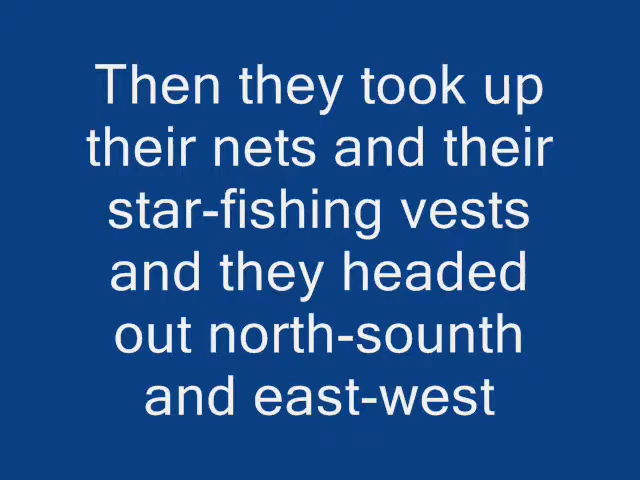 Then they took up
their nets and their
star-fishing vests
and they headed
out north-sounth
and east-west